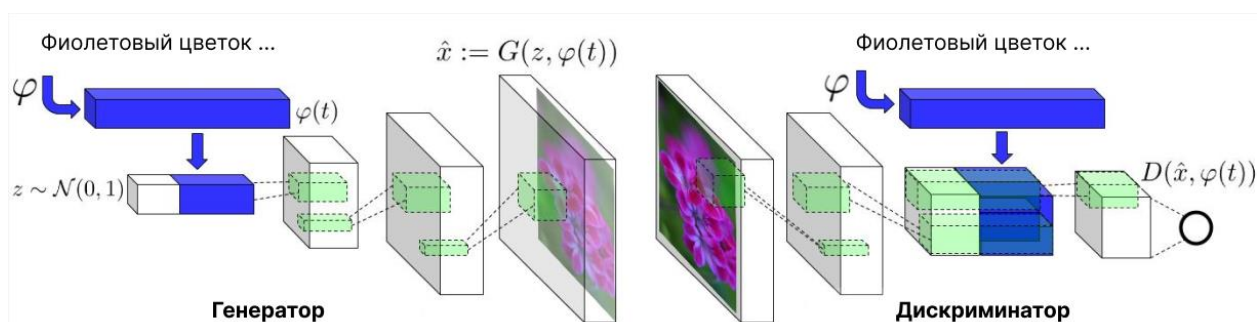 Фиолетовый цветок ...
φ
φ(t)
z ∼ 𝒩(0, 1)
x̂ := G(z, φ(t))
Генератор
Фиолетовый цветок ...
φ
D(x̂, φ(t))
Дискриминатор